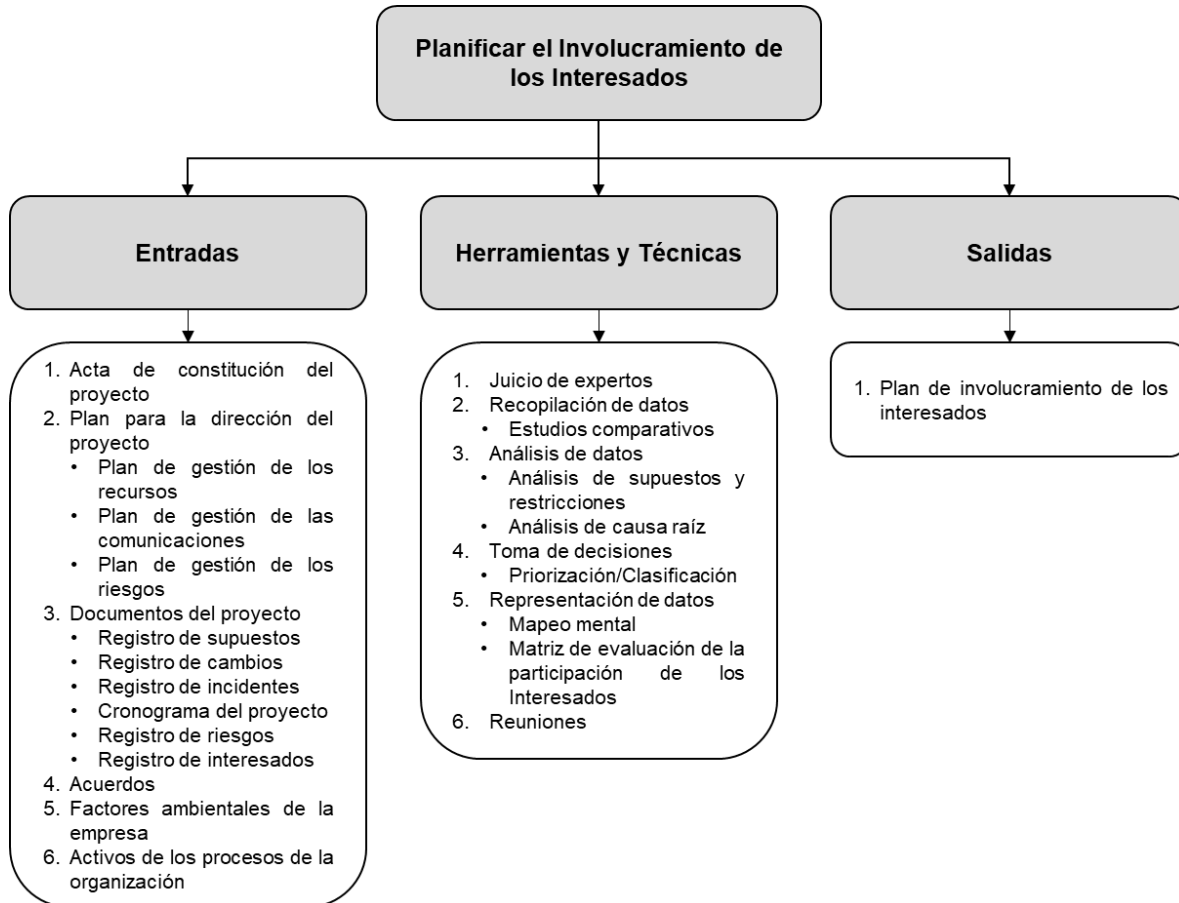 Planificar el Involucramiento de
los Interesados
Entradas
Herramientas y Técnicas
Salidas
1. Acta de constitución del
proyecto
2. Plan para la dirección del
proyecto
• Plan de gestión de los
recursos
• Plan de gestión de las
comunicaciones
• Plan de gestión de los
riesgos
3. Documentos del proyecto
• Registro de supuestos
• Registro de cambios
• Registro de incidentes
• Cronograma del proyecto
• Registro de riesgos
• Registro de interesados
4. Acuerdos
5. Factores ambientales de la
empresa
6. Activos de los procesos de la
organización
1. Juicio de expertos
2. Recopilación de datos
• Estudios comparativos
3. Análisis de datos
• Análisis de supuestos y
restricciones
• Análisis de causa raíz
4. Toma de decisiones
• Priorización/Clasificación
5. Representación de datos
• Mapeo mental
• Matriz de evaluación de la
participación de los
Interesados
6. Reuniones
1. Plan de involucramiento de los
interesados